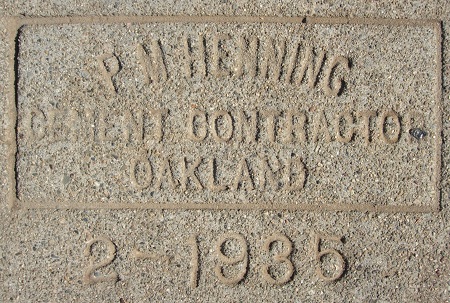 P M HENNING
CEMENT CONTRACTOR
OAKLAND
2-1935